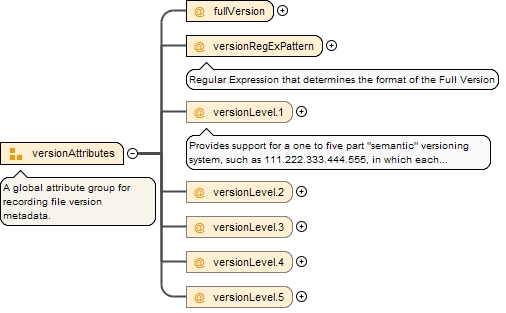 @ fullVersion
@ versionRegExPattern
Regular Expression that determines the format of the Full Version
@ versionLevel.1
Provides support for a one to five part "semantic" versioning
system, such as 111.222.333.444.555, in which each...
versionAttributes
A global attribute group for
recording file version
metadata.
@ versionLevel.2
@ versionLevel.3
@ versionLevel.4
@ versionLevel.5